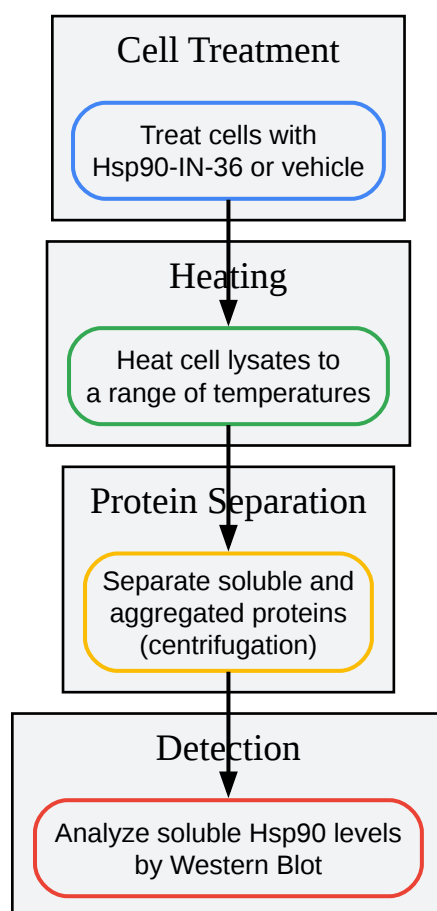 Cell Treatment
Treat cells with
Hsp90-IN-36 or vehicle
Heating
Heat cell lysates to
a range of temperatures
Protein Separation
Separate soluble and
aggregated proteins
(centrifugation)
Detection
Analyze soluble Hsp90 levels
by Western Blot